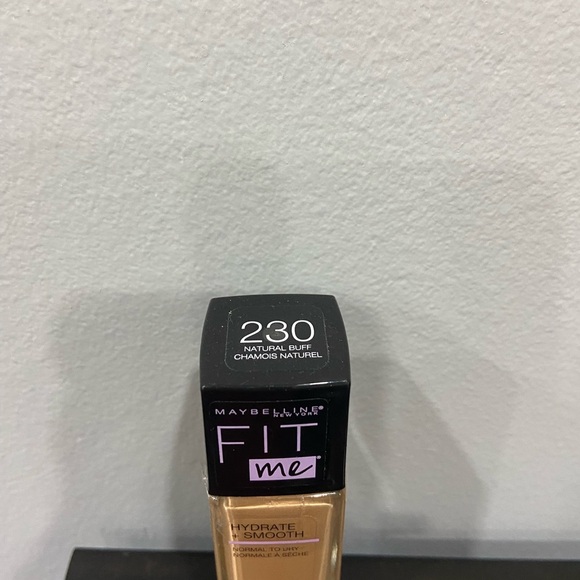 230
NATURAL BUFF
CHAMOIS NATUREL
MAYBELLINE®
NEW YORK
FIT
me®
HYDRATE
+ SMOOTH
NORMAL TO DRY
NORMALE À SÈCHE